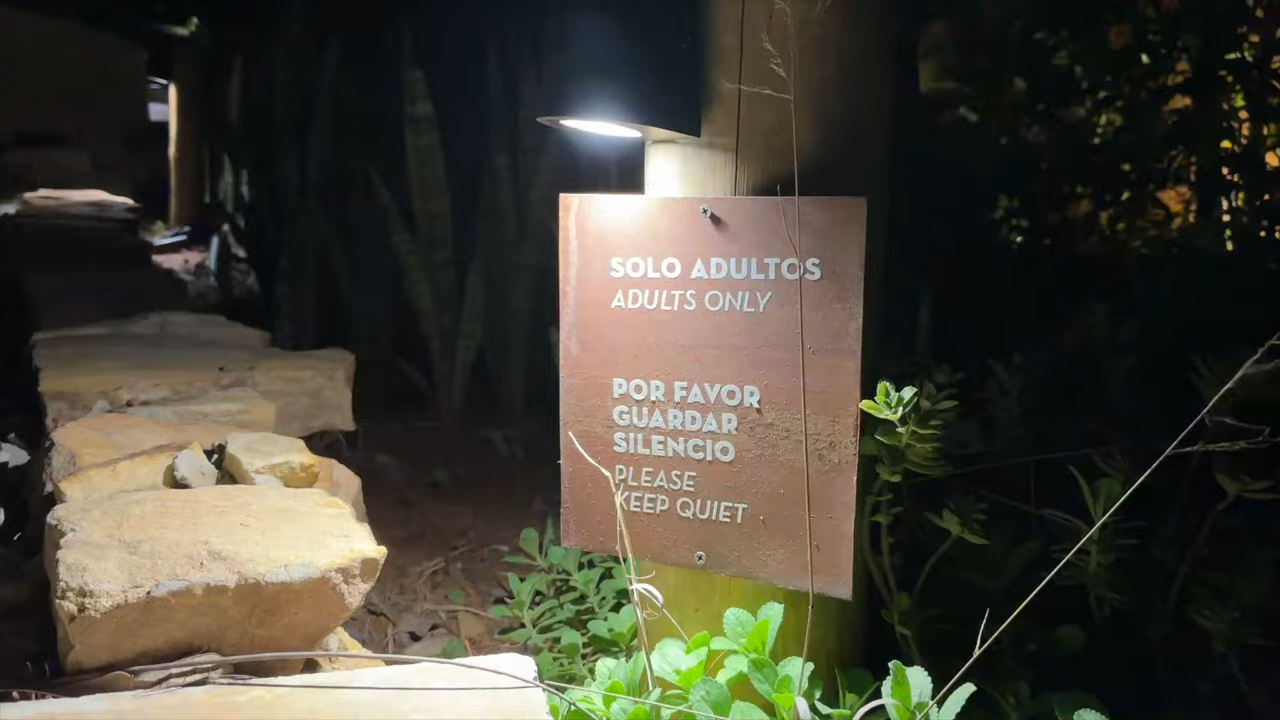 SOLO ADULTOS
ADULTS ONLY
POR FAVOR
GUARDAR
SILENCIO
PLEASE
KEEP QUIET